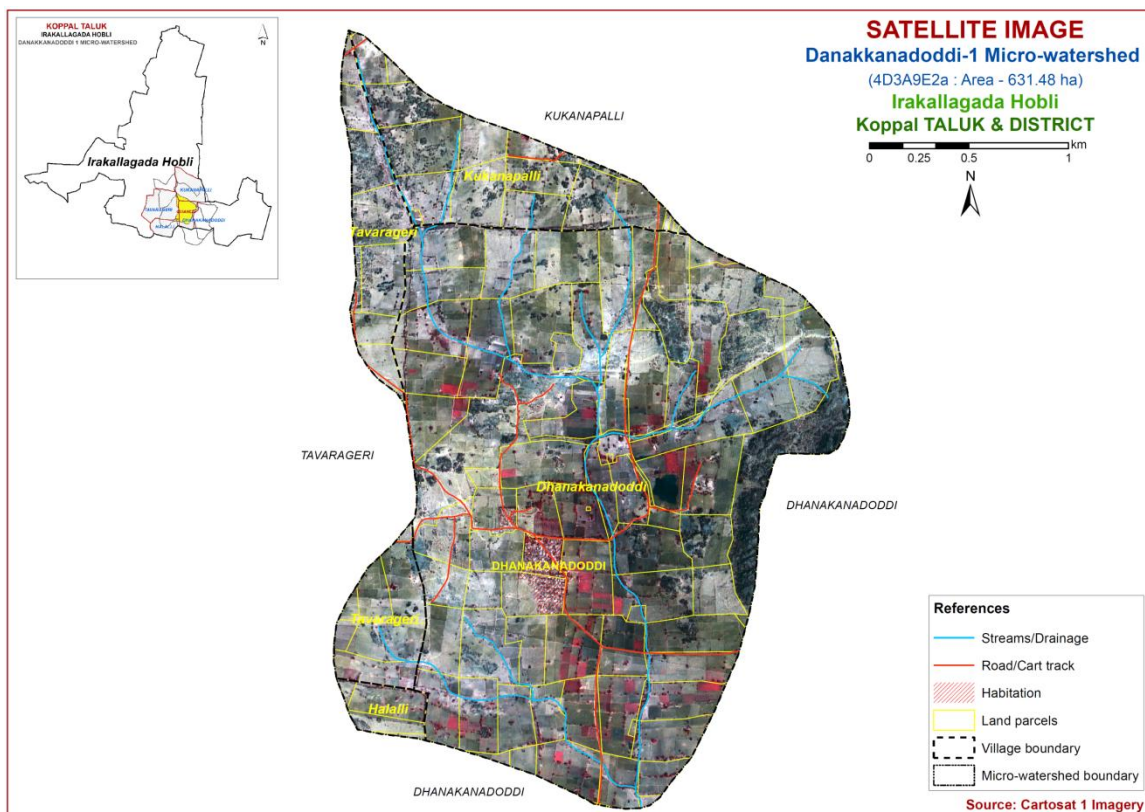 KOPPAL TALUK
IRAKALLAGADA HOBLI
DANAKKANADODDI 1 MICRO-WATERSHED
N
Irakallagada Hobli
KUKANAPALLI
TAVARAGERI
DHANAKANADODDI
HALALLI
SATELLITE IMAGE
Danakkanadoddi-1 Micro-watershed
(4D3A9E2a : Area - 631.48 ha)
Irakallagada Hobli
Koppal TALUK & DISTRICT
km
0 0.25 0.5 1
N
KUKANAPALLI
Kukanapalli
Tavarageri
TAVARAGERI
Dhanakanadoddi
DHANAKANADODDI
DHANAKANADODDI
Tavarageri
Halalli
DHANAKANADODDI
References
Streams/Drainage
Road/Cart track
Habitation
Land parcels
Village boundary
Micro-watershed boundary
Source: Cartosat 1 Imagery